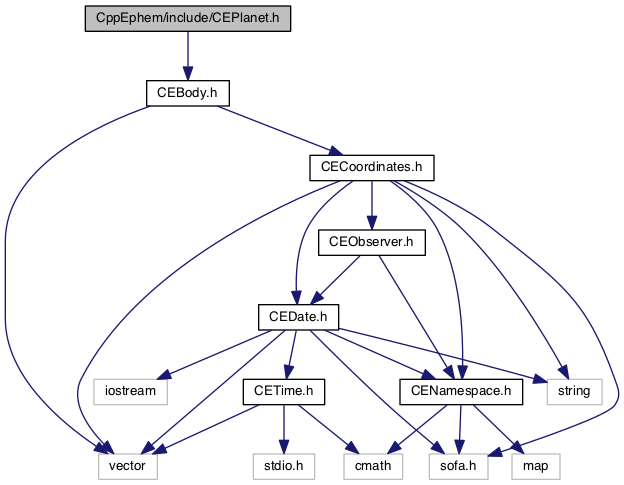 CppEphem/include/CEPlanet.h
CEBody.h
CECoordinates.h
CEObserver.h
CEDate.h
iostream
CETime.h
CENamespace.h
string
vector
stdio.h
cmath
sofa.h
map